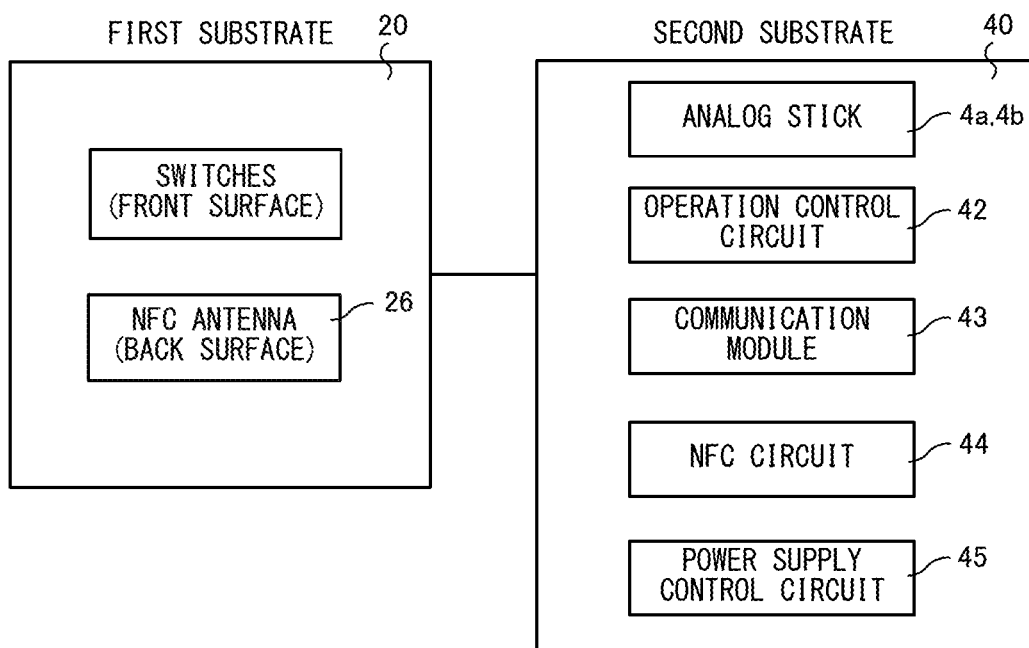 FIRST SUBSTRATE
20
SWITCHES
(FRONT SURFACE)
NFC ANTENNA
(BACK SURFACE)
26
SECOND SUBSTRATE
40
ANALOG STICK
4a,4b
OPERATION CONTROL
CIRCUIT
42
COMMUNICATION
MODULE
43
NFC CIRCUIT
44
POWER SUPPLY
CONTROL CIRCUIT
45